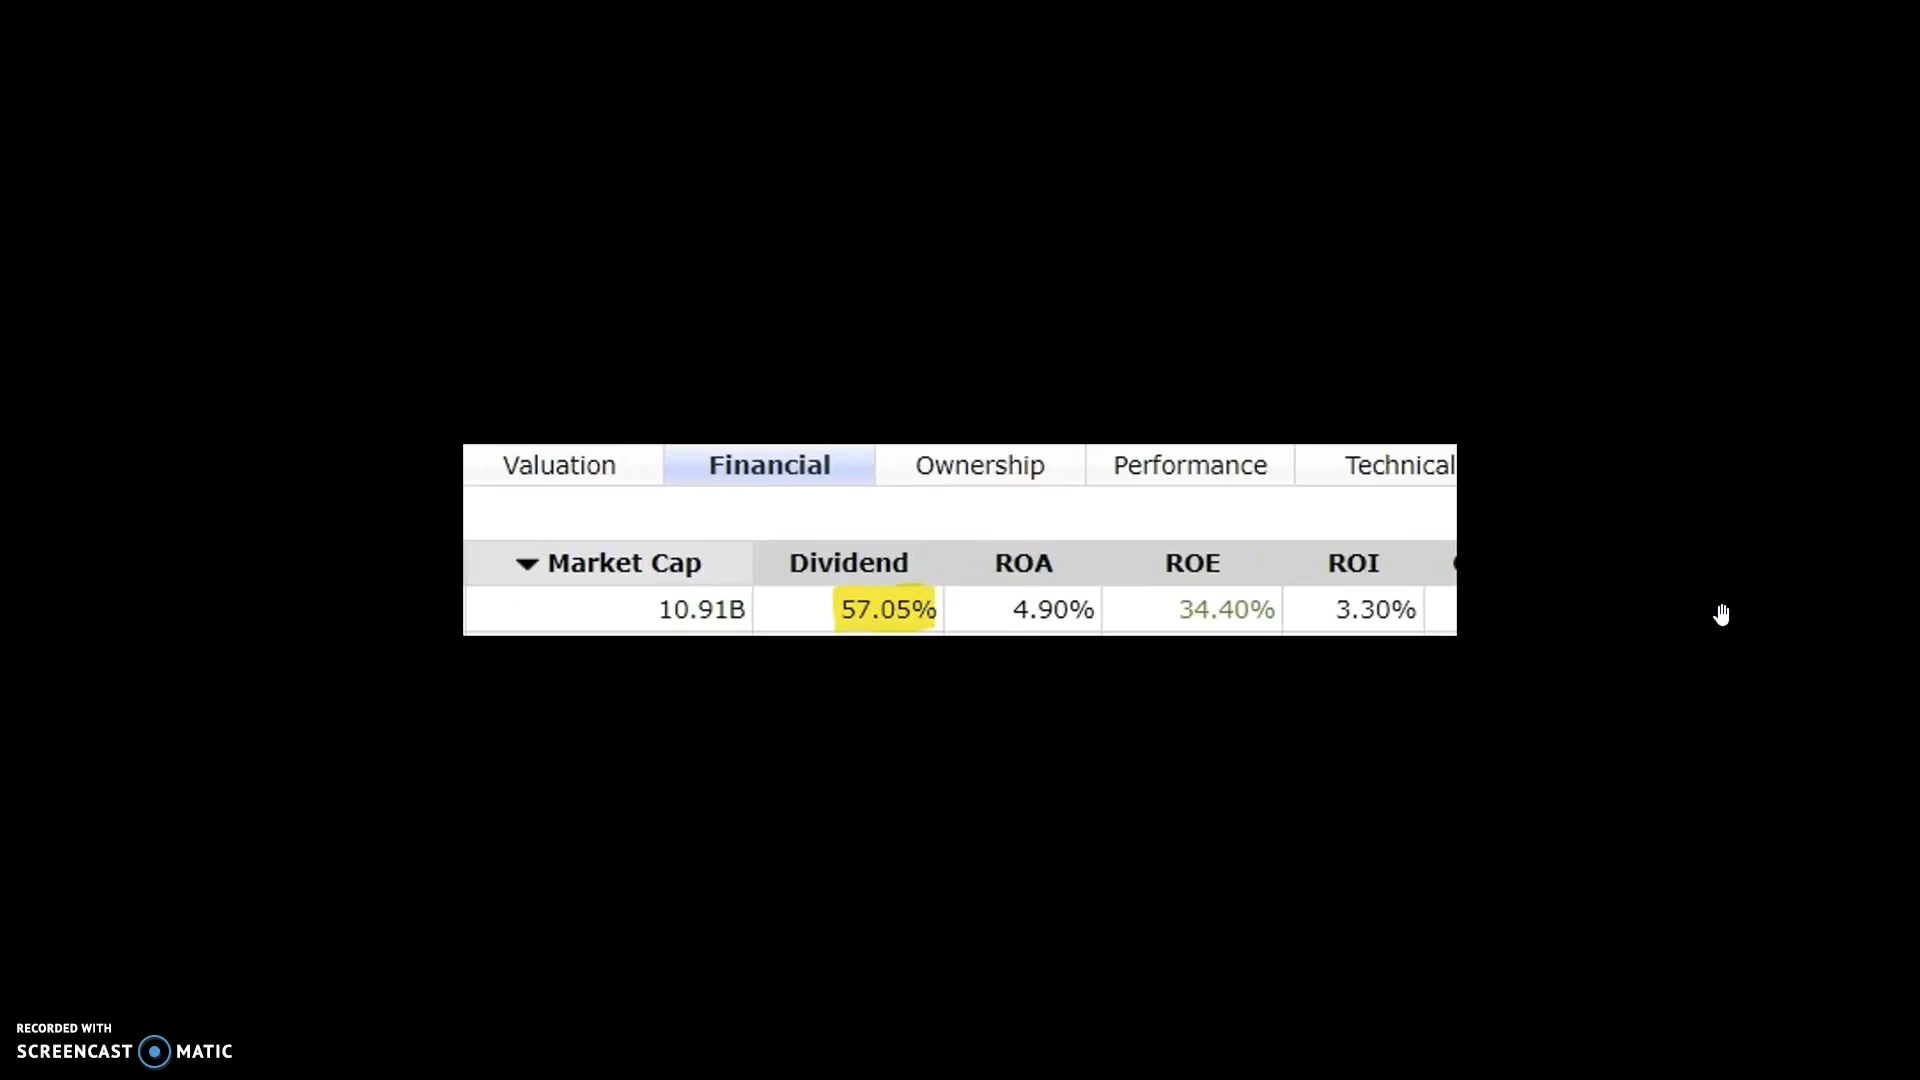 Valuation Financial Ownership Performance Technical
Market Cap Dividend ROA ROE ROI
10.91B 57.05% 4.90% 34.40% 3.30%
RECORDED WITH
SCREENCAST MATIC